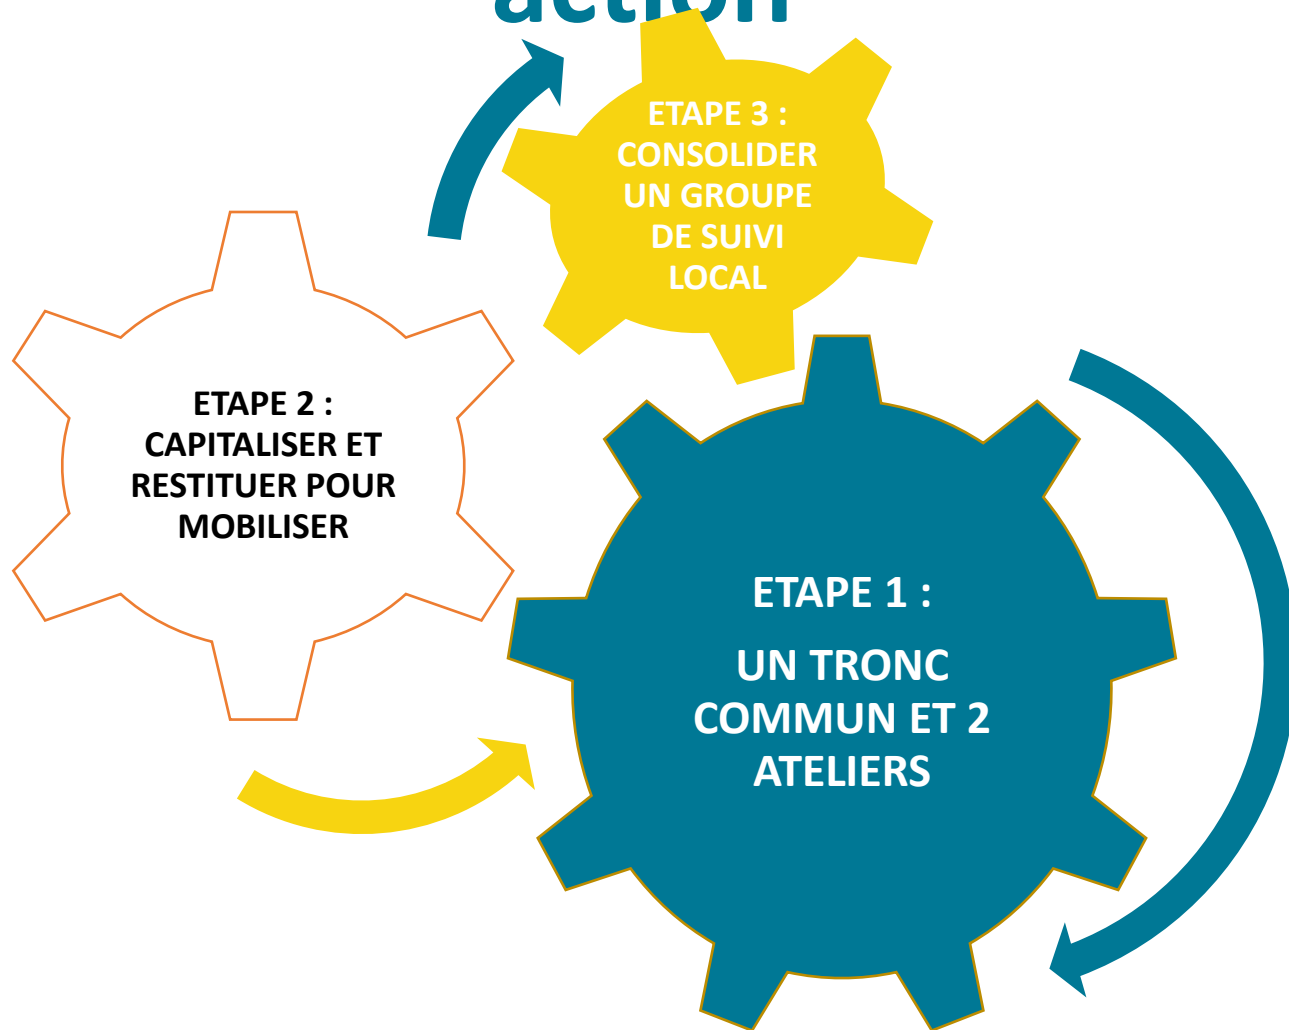 action
ETAPE 3 :
CONSOLIDER
UN GROUPE
DE SUIVI
LOCAL
ETAPE 2 :
CAPITALISER ET
RESTITUER POUR
MOBILISER
ETAPE 1 :
UN TRONC
COMMUN ET 2
ATELIERS